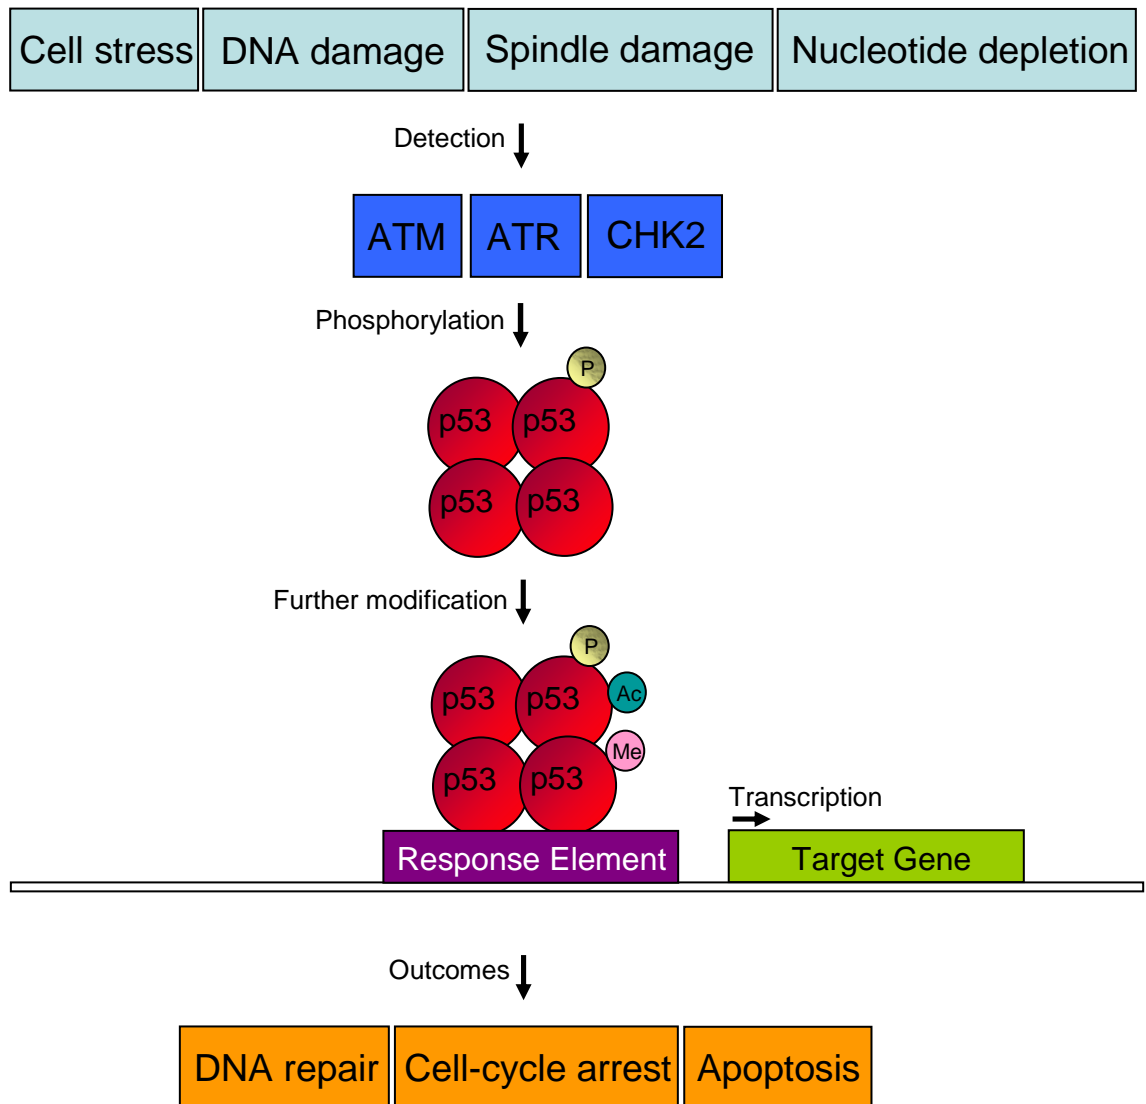 Cell stress DNA damage Spindle damage Nucleotide depletion
Detection
ATM ATR CHK2
Phosphorylation
P
p53 p53
p53 p53
Further modification
P
p53 p53 Ac
Me
p53 p53
Transcription
Response Element Target Gene
Outcomes
DNA repair Cell-cycle arrest Apoptosis